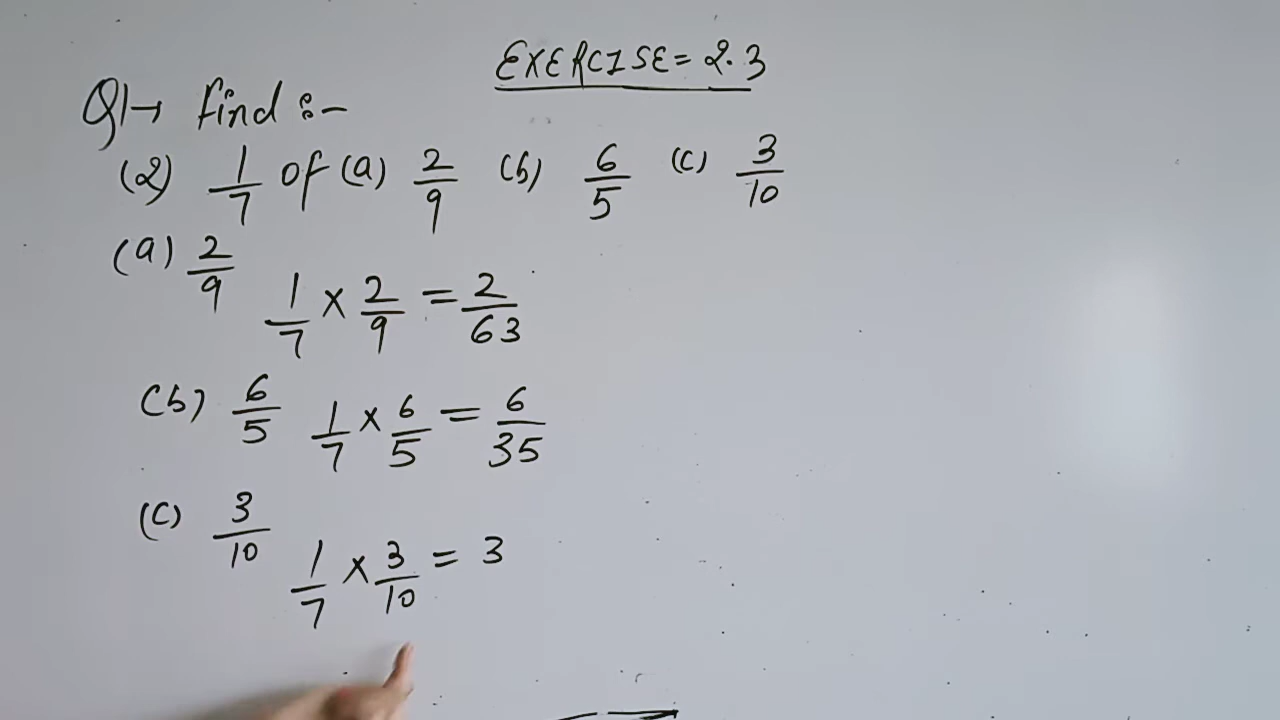 EXERCISE = 2.3
Q1→ Find :-
(2) 1/7 of (a) 2/9 (b) 6/5 (c) 3/10
(a) 2/9 1/7 × 2/9 = 2/63
(b) 6/5 1/7 × 6/5 = 6/35
(c) 3/10 1/7 × 3/10 = 3